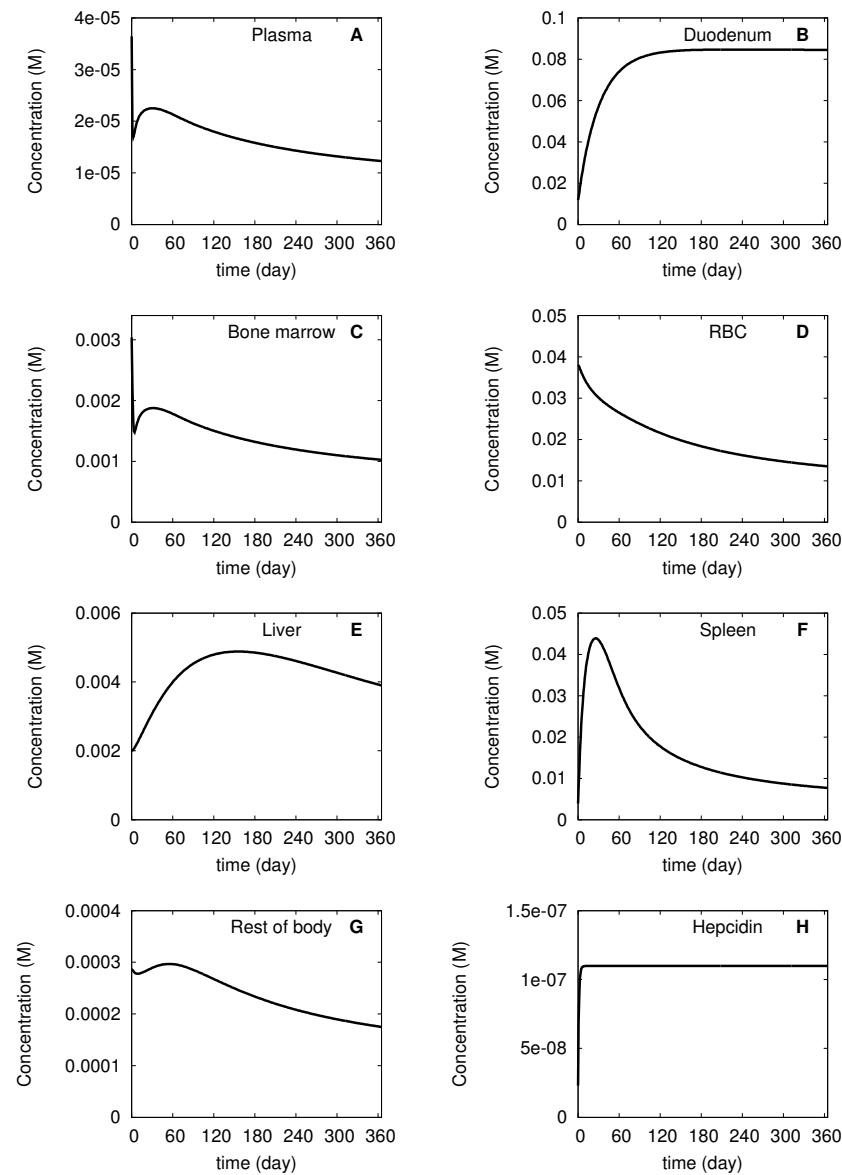 Plasma A
4e-05
3e-05
2e-05
1e-05
0
Concentration (M)
0 60 120 180 240 300 360
time (day)
Duodenum B
0.1
0.08
0.06
0.04
0.02
0
Concentration (M)
0 60 120 180 240 300 360
time (day)
Bone marrow C
0.003
0.002
0.001
0
Concentration (M)
0 60 120 180 240 300 360
time (day)
RBC D
0.05
0.04
0.03
0.02
0.01
0
Concentration (M)
0 60 120 180 240 300 360
time (day)
Liver E
0.006
0.004
0.002
0
Concentration (M)
0 60 120 180 240 300 360
time (day)
Spleen F
0.05
0.04
0.03
0.02
0.01
0
Concentration (M)
0 60 120 180 240 300 360
time (day)
Rest of body G
0.0004
0.0003
0.0002
0.0001
0
Concentration (M)
0 60 120 180 240 300 360
time (day)
Hepcidin H
1.5e-07
1e-07
5e-08
0
Concentration (M)
0 60 120 180 240 300 360
time (day)